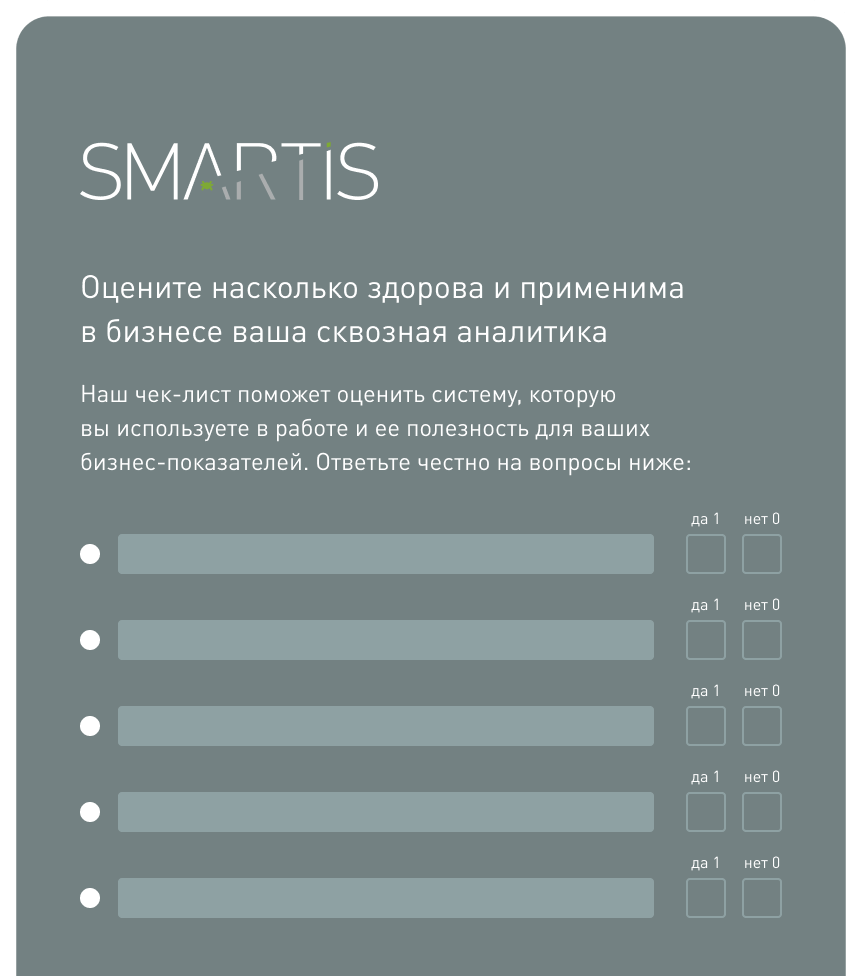 SMARTiS
Оцените насколько здорова и применима
в бизнесе ваша сквозная аналитика
Наш чек-лист поможет оценить систему, которую
вы используете в работе и ее полезность для ваших
бизнес-показателей. Ответьте честно на вопросы ниже:
да 1 нет 0
да 1 нет 0
да 1 нет 0
да 1 нет 0
да 1 нет 0